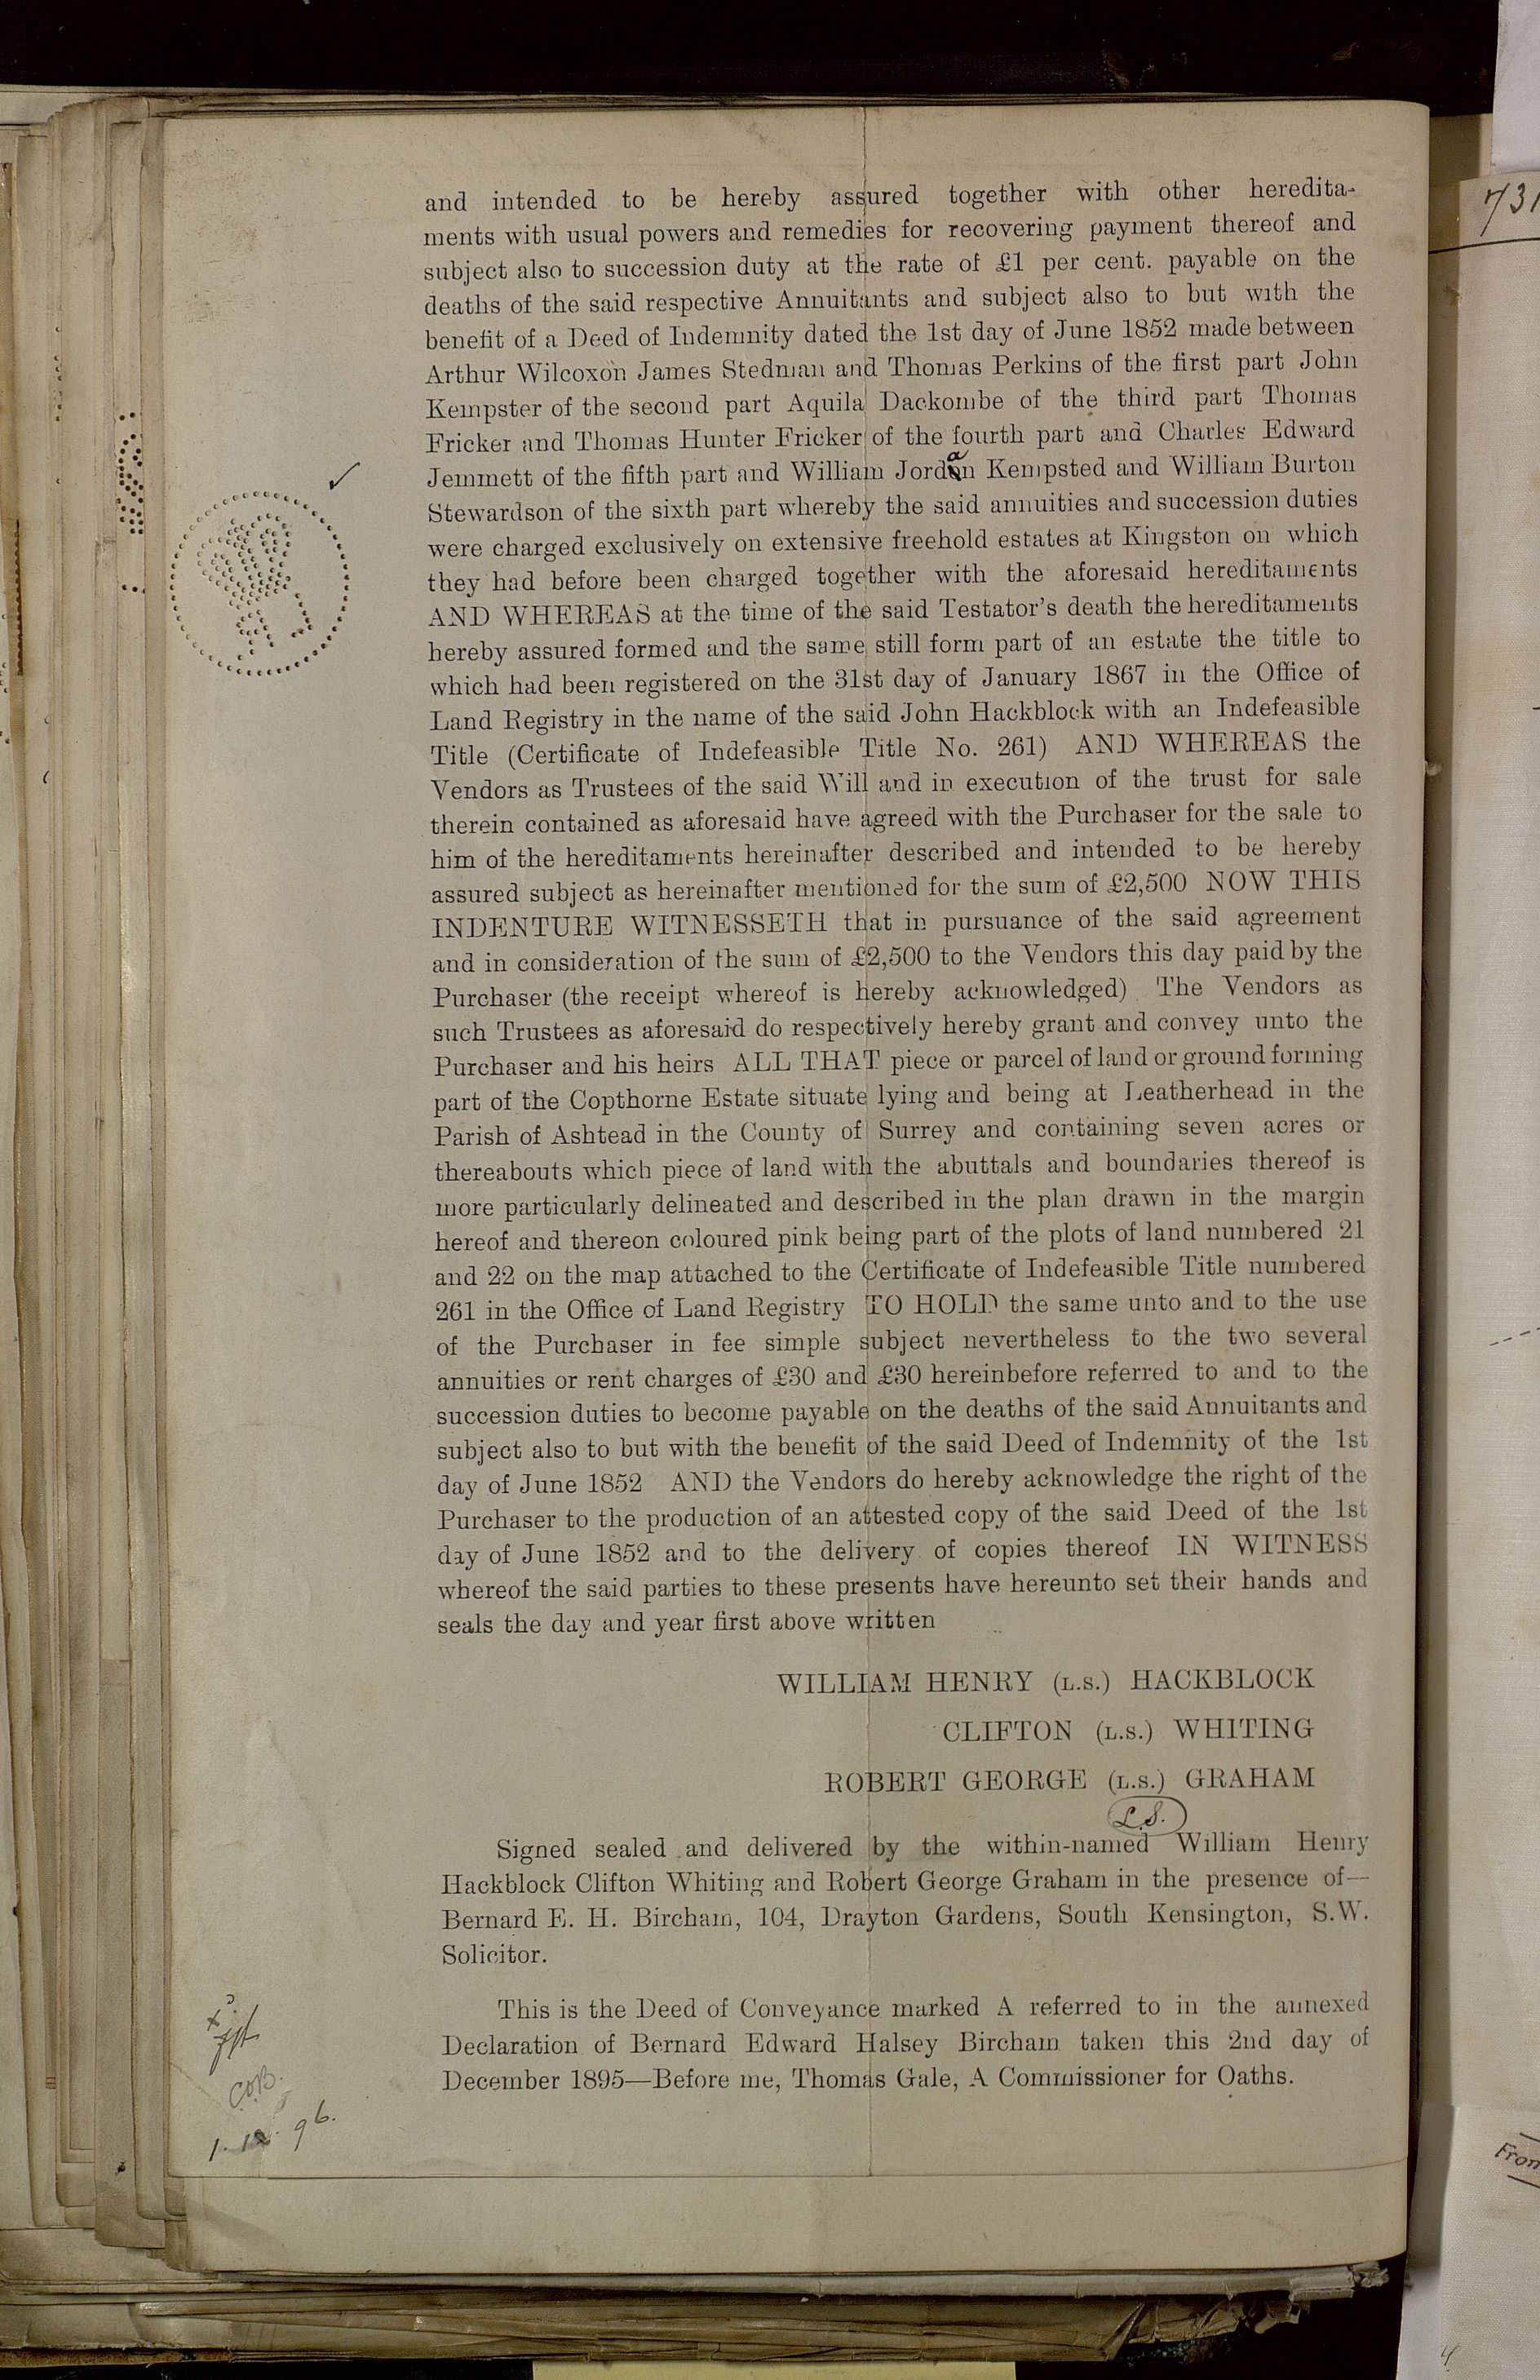 and intended to be hereby assured together with other heredita-
ments with usual powers and remedies for recovering payment thereof and
subject also to succession duty at the rate of £1 per cent. payable on the
deaths of the said respective Annuitants and subject also to but with the
benefit of a Deed of Indemnity dated the 1st day of June 1852 made between
Arthur Wilcoxon James Stedman and Thomas Perkins of the first part John
Kempster of the second part Aquila Dackombe of the third part Thomas
Fricker and Thomas Hunter Fricker of the fourth part and Charles Edward
Jemmett of the fifth part and William Jordan Kempsted and William Burton
Stewardson of the sixth part whereby the said annuities and succession duties
were charged exclusively on extensive freehold estates at Kingston on which
they had before been charged together with the aforesaid hereditaments
AND WHEREAS at the time of the said Testator's death the hereditaments
hereby assured formed and the same still form part of an estate the title to
which had been registered on the 31st day of January 1867 in the Office of
Land Registry in the name of the said John Hackblock with an Indefeasible
Title (Certificate of Indefeasible Title No. 261) AND WHEREAS the
Vendors as Trustees of the said Will and in execution of the trust for sale
therein contained as aforesaid have agreed with the Purchaser for the sale to
him of the hereditaments hereinafter described and intended to be hereby
assured subject as hereinafter mentioned for the sum of £2,500 NOW THIS
INDENTURE WITNESSETH that in pursuance of the said agreement
and in consideration of the sum of £2,500 to the Vendors this day paid by the
Purchaser (the receipt whereof is hereby acknowledged) The Vendors as
such Trustees as aforesaid do respectively hereby grant and convey unto the
Purchaser and his heirs ALL THAT piece or parcel of land or ground forming
part of the Copthorne Estate situate lying and being at Leatherhead in the
Parish of Ashtead in the County of Surrey and containing seven acres or
thereabouts which piece of land with the abuttals and boundaries thereof is
more particularly delineated and described in the plan drawn in the margin
hereof and thereon coloured pink being part of the plots of land numbered 21
and 22 on the map attached to the Certificate of Indefeasible Title numbered
261 in the Office of Land Registry TO HOLD the same unto and to the use
of the Purchaser in fee simple subject nevertheless to the two several
annuities or rent charges of £30 and £30 hereinbefore referred to and to the
succession duties to become payable on the deaths of the said Annuitants and
subject also to but with the benefit of the said Deed of Indemnity of the 1st
day of June 1852 AND the Vendors do hereby acknowledge the right of the
Purchaser to the production of an attested copy of the said Deed of the 1st
day of June 1852 and to the delivery of copies thereof IN WITNESS
whereof the said parties to these presents have hereunto set their hands and
seals the day and year first above written
WILLIAM HENRY (L.S.) HACKBLOCK
CLIFTON (L.S.) WHITING
ROBERT GEORGE (L.S.) GRAHAM
L.S.
Signed sealed and delivered by the within-named William Henry
Hackblock Clifton Whiting and Robert George Graham in the presence of—
Bernard E. H. Bircham, 104, Drayton Gardens, South Kensington, S.W.
Solicitor.
This is the Deed of Conveyance marked A referred to in the annexed
Declaration of Bernard Edward Halsey Bircham taken this 2nd day of
December 1895—Before me, Thomas Gale, A Commissioner for Oaths.
C.O.B.
1. 12. 96.
731
From